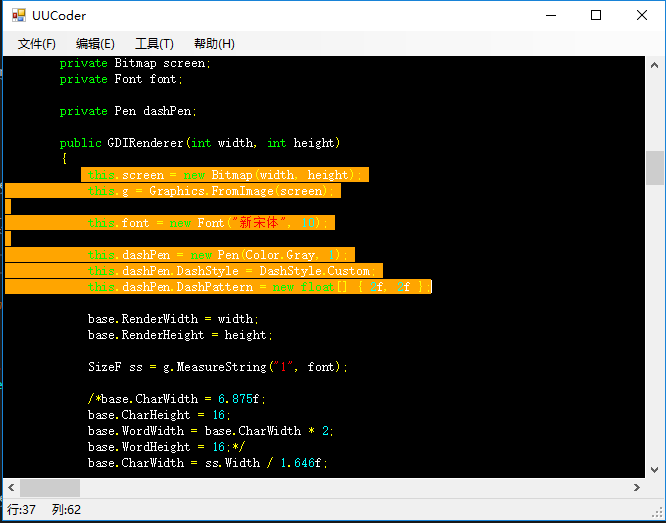 UUCoder
文件(F) 编辑(E) 工具(T) 帮助(H)
private Bitmap screen;
private Font font;
private Pen dashPen;
public GDIRenderer(int width, int height)
{
this.screen = new Bitmap(width, height);
this.g = Graphics.FromImage(screen);
this.font = new Font("新宋体", );
this.dashPen = new Pen(Color.Gray, );
this.dashPen.DashStyle = DashStyle.Custom;
this.dashPen.DashPattern = new float[] { f, f };
base.RenderWidth = width;
base.RenderHeight = height;
SizeF ss = g.MeasureString("1", font);
/*base.CharWidth = 6.875f;
base.CharHeight = 16;
base.WordWidth = base.CharWidth * 2;
base.WordHeight = 16;*/
base.CharWidth = ss.Width / 1.646f;
行:37 列:62